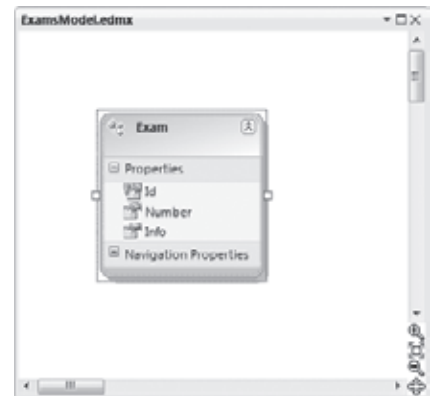 ExamsModel.edmx
Exam
Properties
Id
Number
Info
Navigation Properties